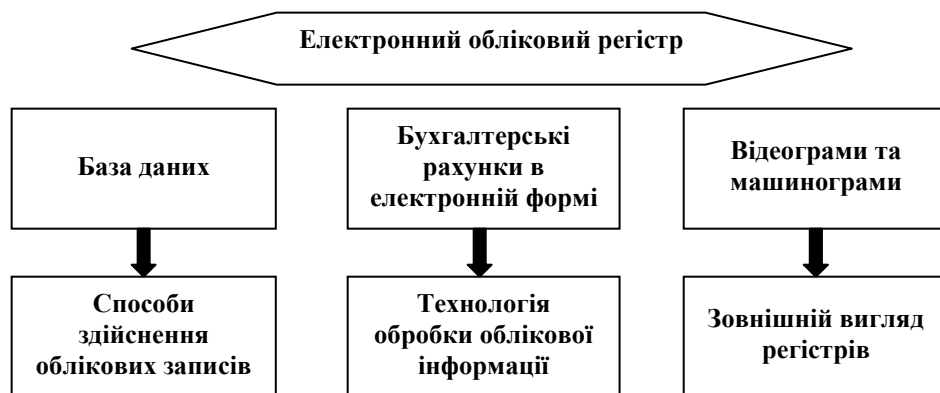 Електронний обліковий регістр
База даних
Бухгалтерські
рахунки в
електронній формі
Відеограми та
машинограми
Способи
здійснення
облікових записів
Технологія
обробки облікової
інформації
Зовнішній вигляд
регістрів